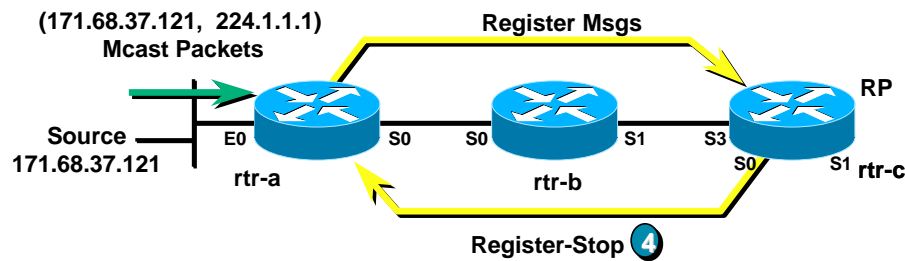 (171.68.37.121, 224.1.1.1)
Mcast Packets
Register Msgs
RP
Source
171.68.37.121
E0
S0
S0
S1
S3
S0
S1
rtr-a
rtr-b
rtr-c
Register-Stop 4